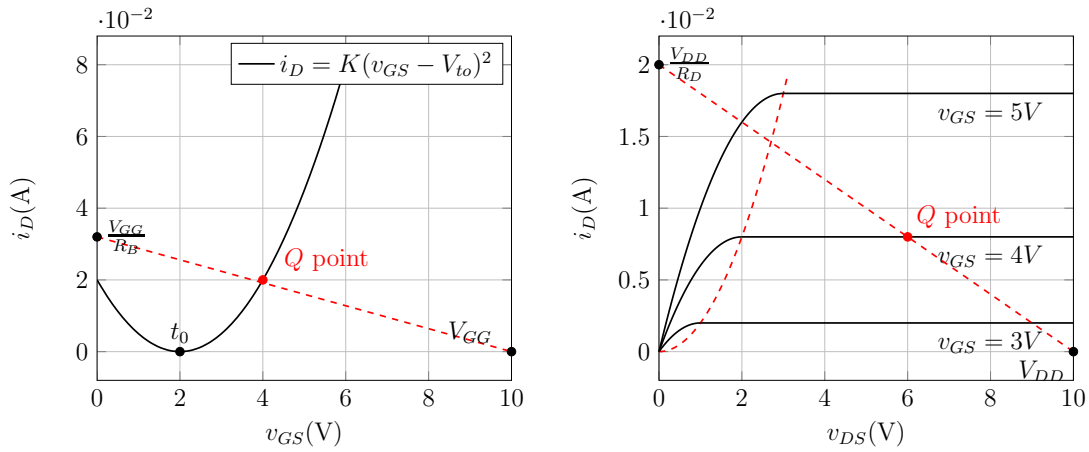 ·10⁻²
8
6
4
2
0
0 2 4 6 8 10
i_D(A)
v_GS(V)
i_D = K(v_GS − V_to)²
V_GG/R_B
Q point
t_0
V_GG
·10⁻²
2
1.5
1
0.5
0
0 2 4 6 8 10
i_D(A)
v_DS(V)
V_DD/R_D
v_GS = 5V
Q point
v_GS = 4V
v_GS = 3V
V_DD